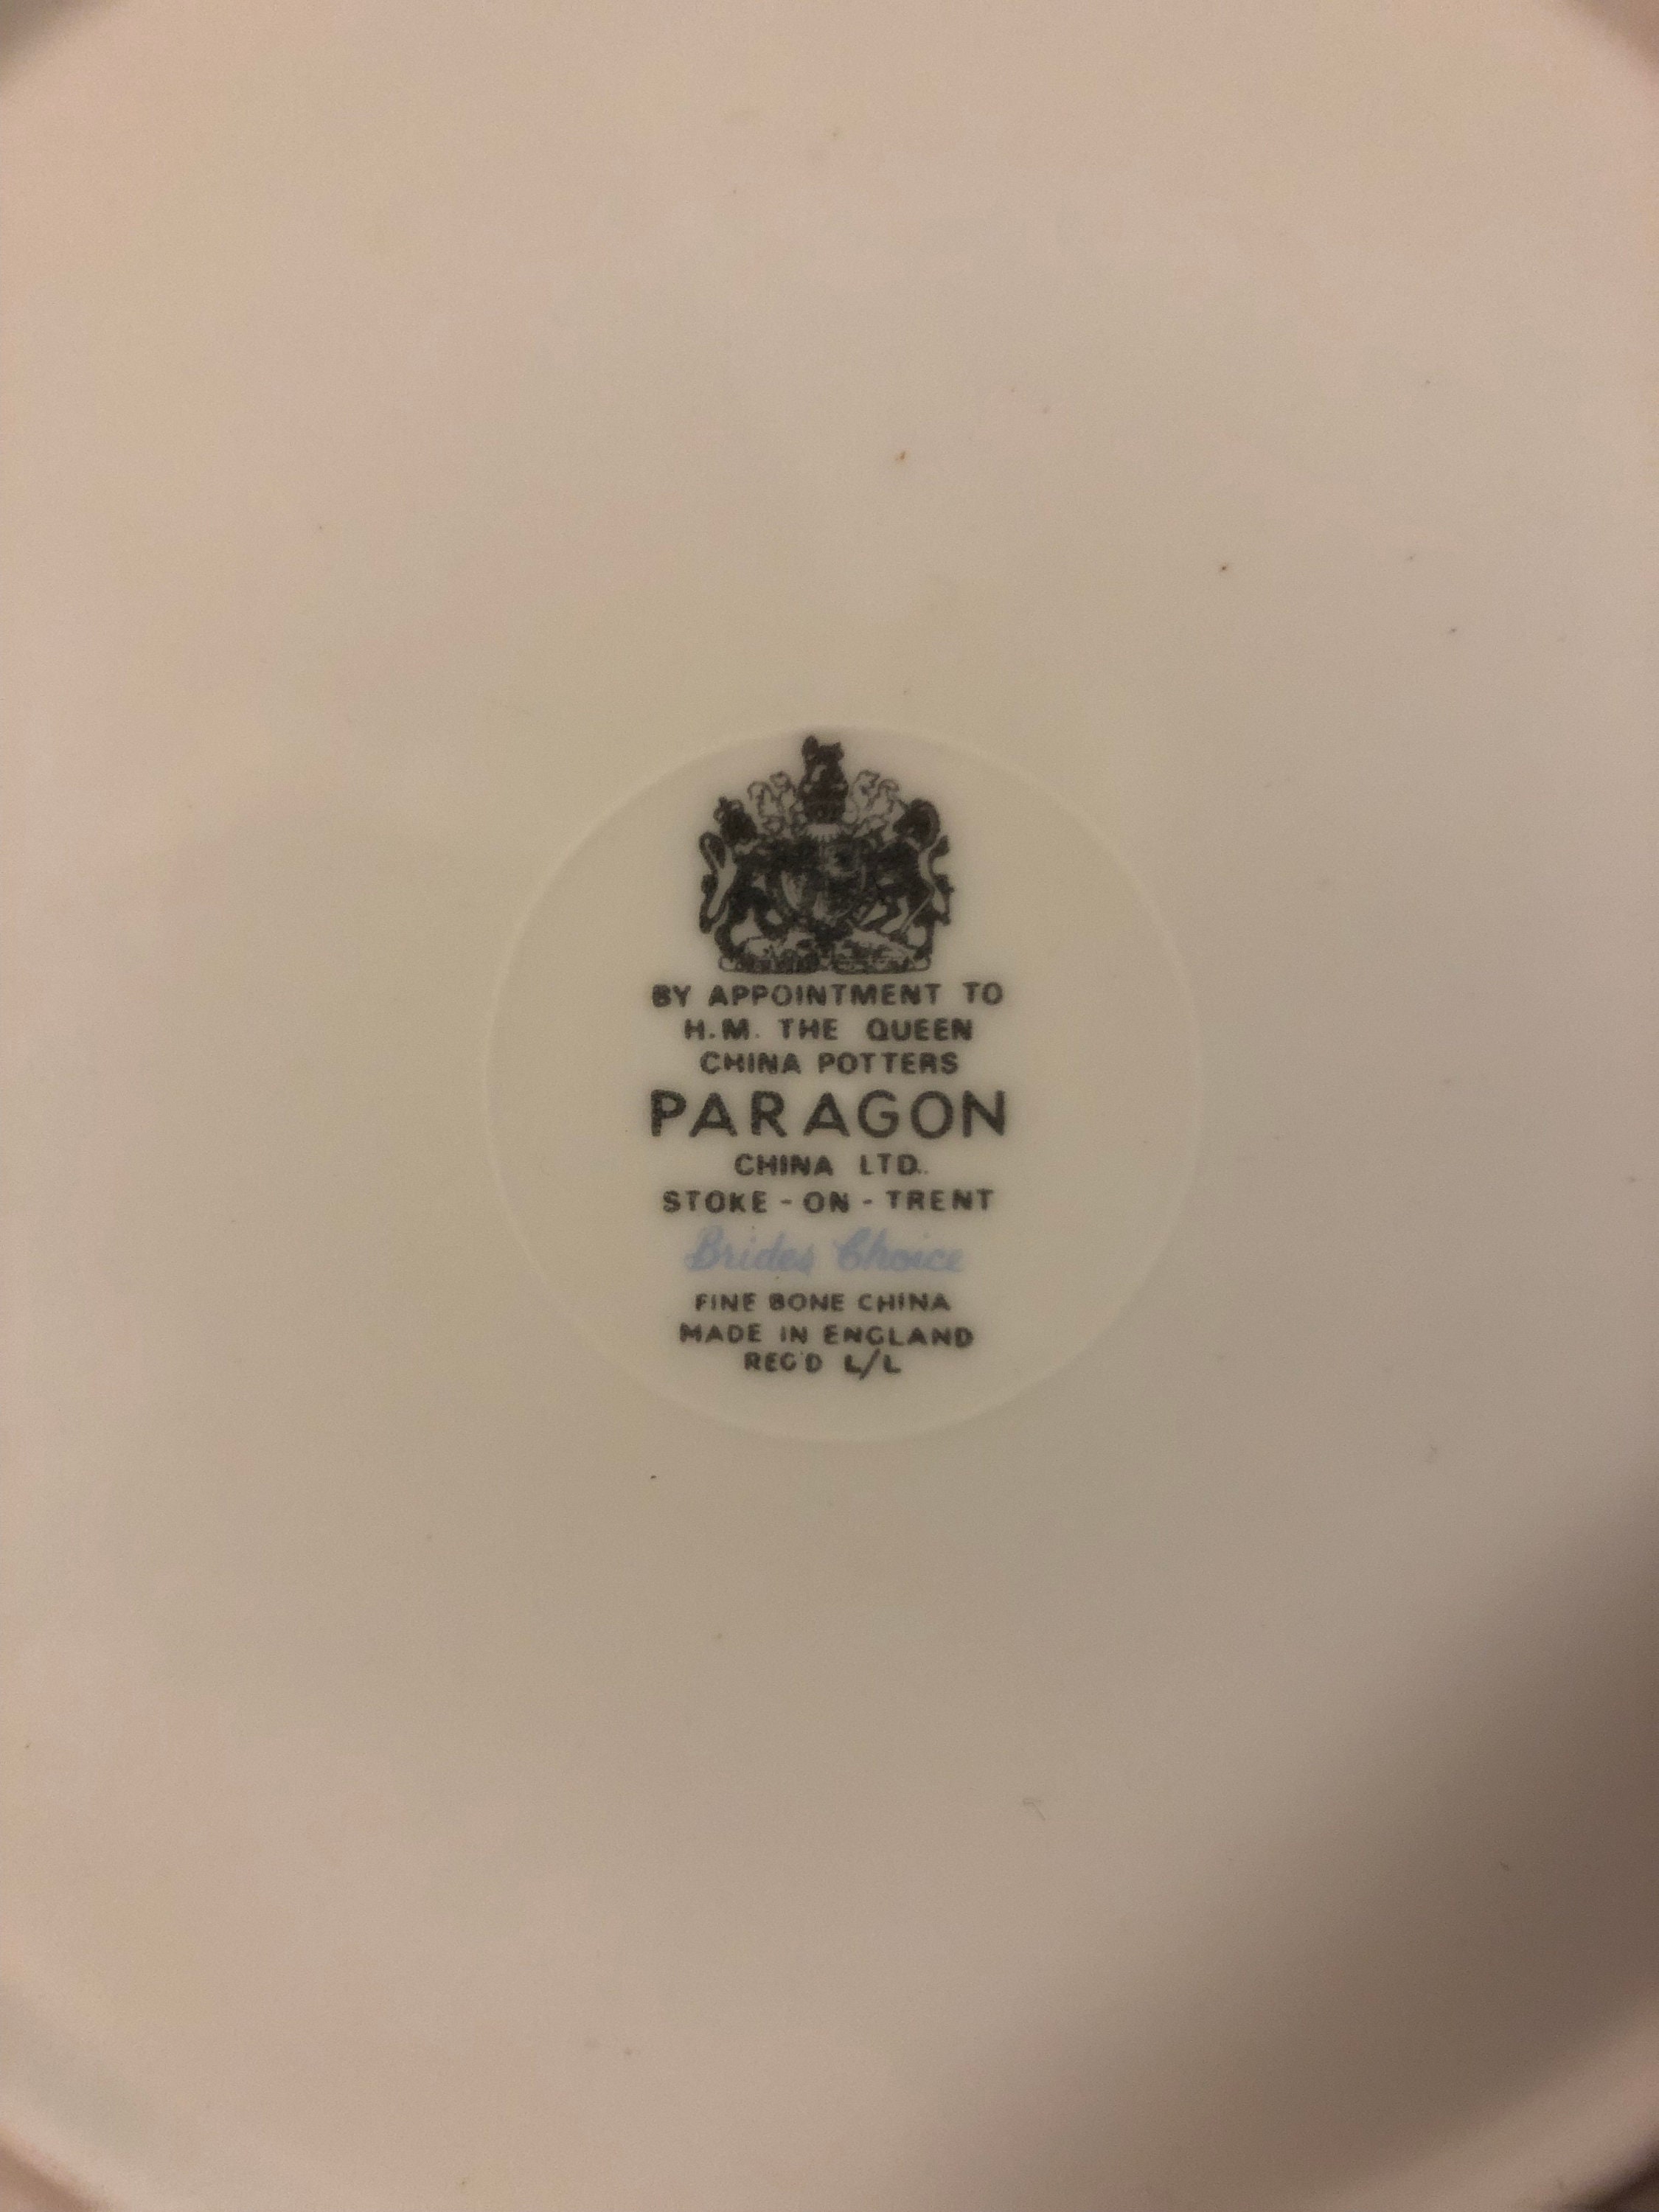 BY APPOINTMENT TO
H.M. THE QUEEN
CHINA POTTERS
PARAGON
CHINA LTD.
STOKE-ON-TRENT
Brides Choice
FINE BONE CHINA
MADE IN ENGLAND
REG'D L/L